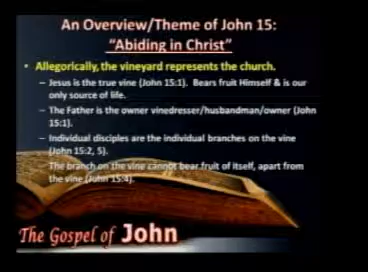 An Overview/Theme of John 15:
"Abiding in Christ"
• Allegorically, the vineyard represents the church.
– Jesus is the true vine (John 15:1). Bears fruit Himself & is our
only source of life.
– The Father is the owner vinedresser/husbandman/owner (John
15:1).
– Individual disciples are the individual branches on the vine
(John 15:2, 5).
– The branch on the vine cannot bear fruit of itself, apart from
the vine (John 15:4).
The Gospel of John